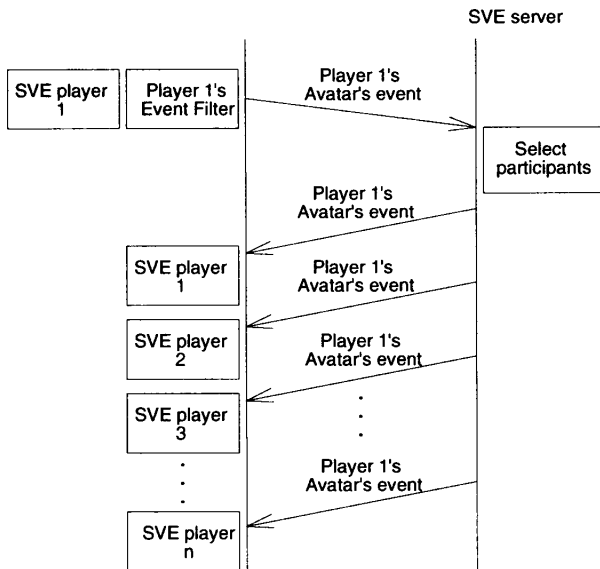 SVE server
SVE player
1
Player 1's
Event Filter
Player 1's
Avatar's event
Select
participants
Player 1's
Avatar's event
SVE player
1
Player 1's
Avatar's event
SVE player
2
Player 1's
Avatar's event
SVE player
3
Player 1's
Avatar's event
SVE player
n